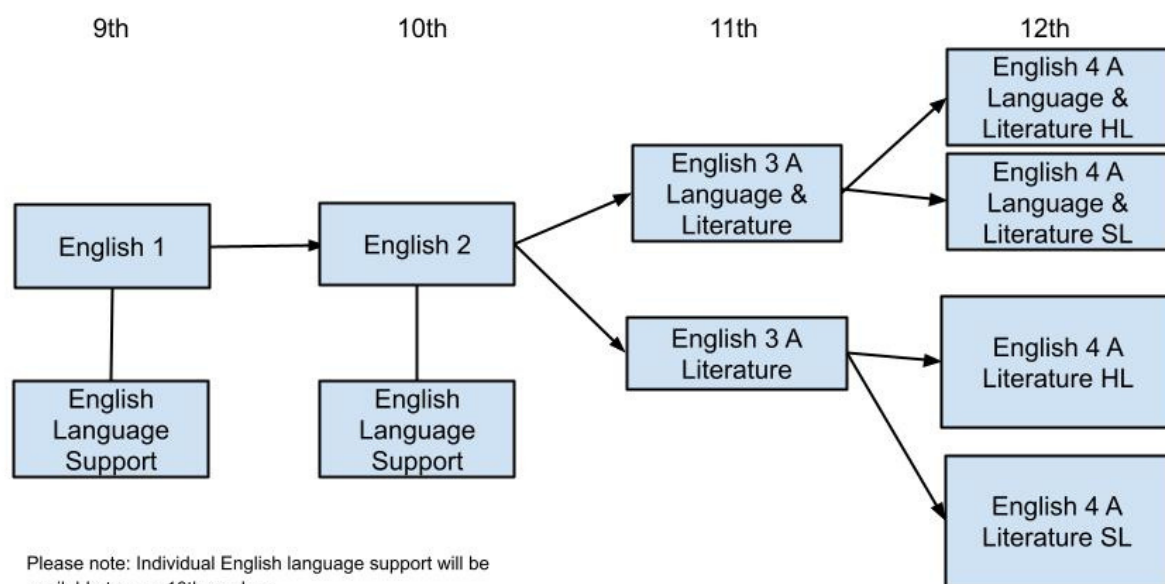 9th
10th
11th
12th
English 1
English
Language
Support
English 2
English
Language
Support
English 3 A
Language &
Literature
English 3 A
Literature
English 4 A
Language &
Literature HL
English 4 A
Language &
Literature SL
English 4 A
Literature HL
English 4 A
Literature SL
Please note: Individual English language support will be